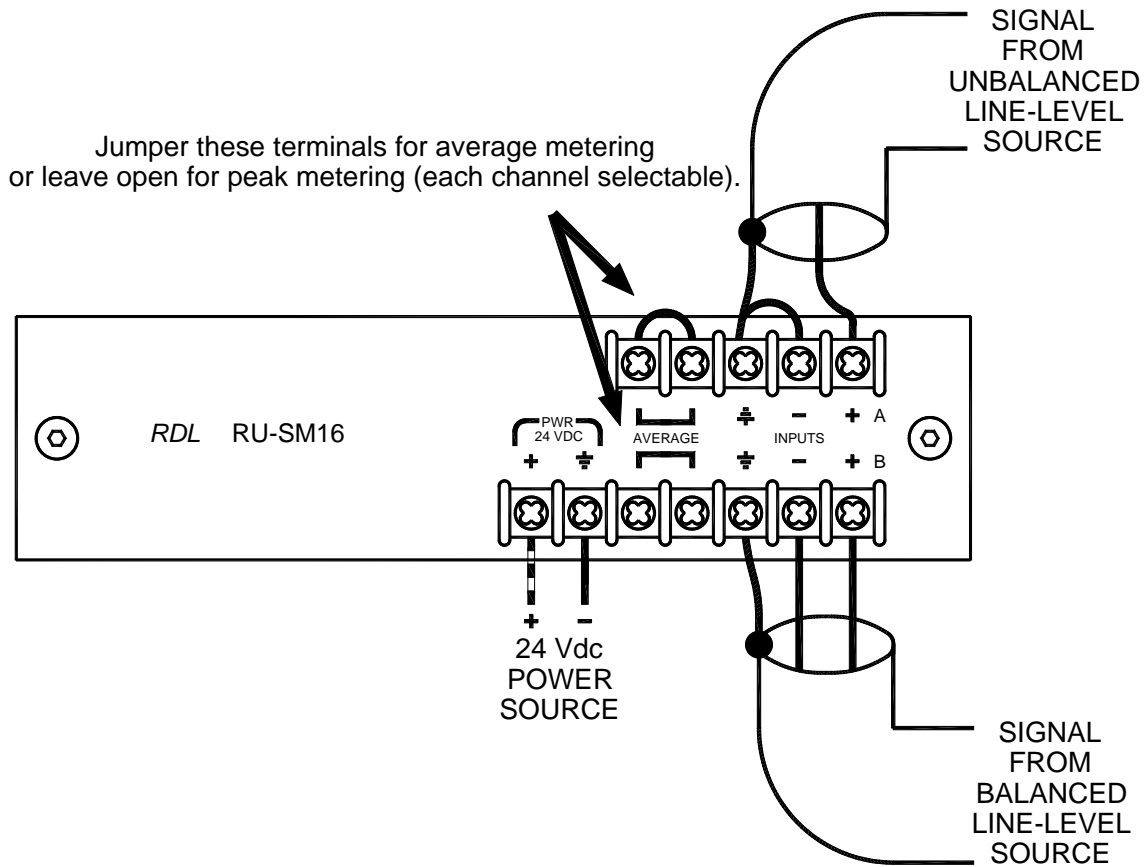 SIGNAL
FROM
UNBALANCED
LINE-LEVEL
SOURCE
Jumper these terminals for average metering
or leave open for peak metering (each channel selectable).
RDL RU-SM16
PWR
24 VDC
+
AVERAGE
INPUTS
− + A
− + B
+ −
24 Vdc
POWER
SOURCE
SIGNAL
FROM
BALANCED
LINE-LEVEL
SOURCE